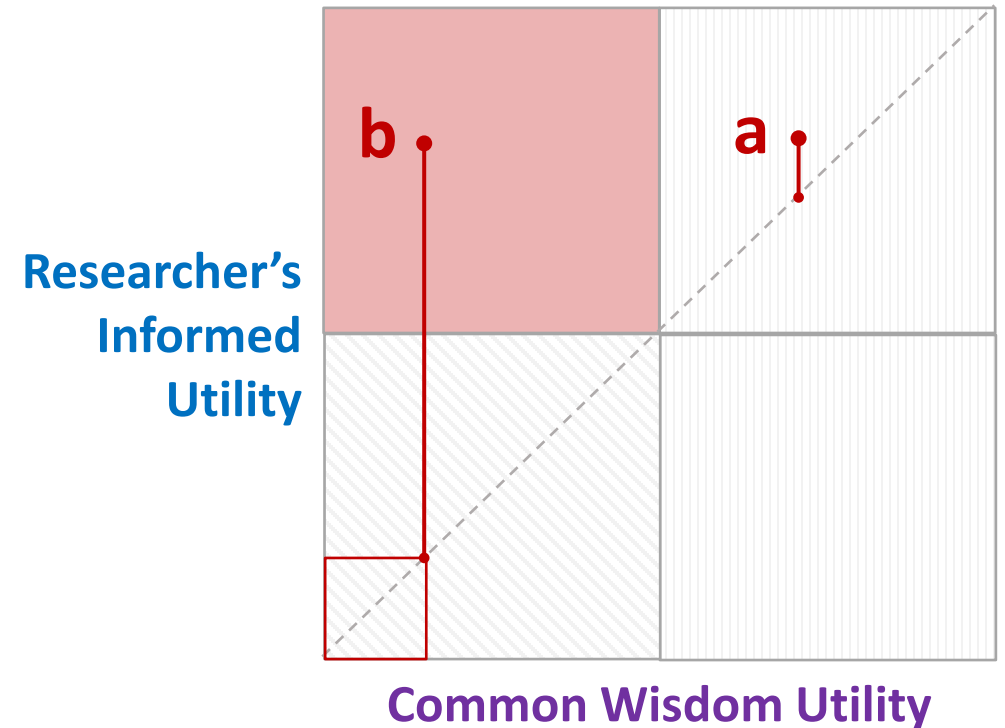 b
a
Researcher’s
Informed
Utility
Common Wisdom Utility